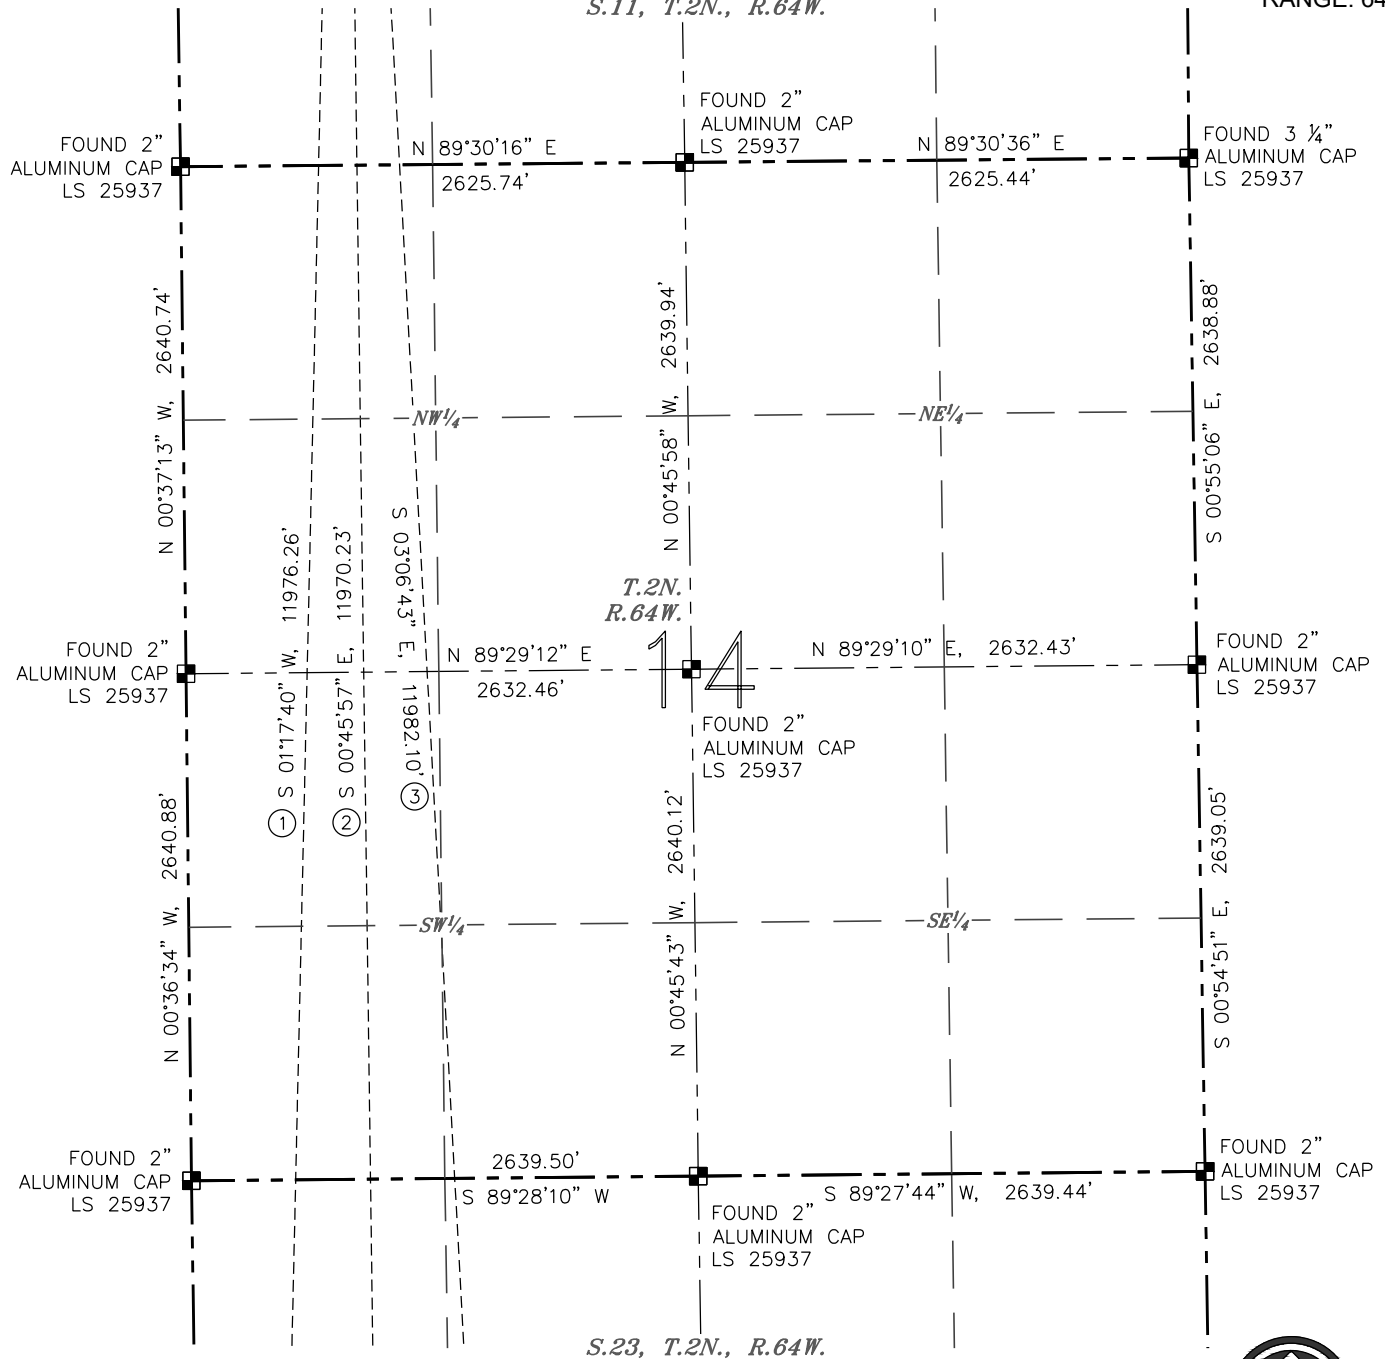 S.11, T.2N., R.64W.
RANGE: 64
FOUND 2"
ALUMINUM CAP
LS 25937
N 89°30'16" E
2625.74'
FOUND 2"
ALUMINUM CAP
LS 25937
N 89°30'36" E
2625.44'
FOUND 3 ¼"
ALUMINUM CAP
LS 25937
N 00°37'13" W, 2640.74'
N 00°45'58" W, 2639.94'
S 00°55'06" E, 2638.88'
NW¼
NE¼
① S 01°17'40" W, 11976.26'
② S 00°45'57" E, 11970.23'
S 03°06'43" E, 11982.10' ③
T.2N.
R.64W.
14
FOUND 2"
ALUMINUM CAP
LS 25937
N 89°29'12" E
2632.46'
N 89°29'10" E, 2632.43'
FOUND 2"
ALUMINUM CAP
LS 25937
FOUND 2"
ALUMINUM CAP
LS 25937
N 00°36'34" W, 2640.88'
N 00°45'43" W, 2640.12'
S 00°54'51" E, 2639.05'
SW¼
SE¼
FOUND 2"
ALUMINUM CAP
LS 25937
2639.50'
S 89°28'10" W
S 89°27'44" W, 2639.44'
FOUND 2"
ALUMINUM CAP
LS 25937
FOUND 2"
ALUMINUM CAP
LS 25937
S.23, T.2N., R.64W.